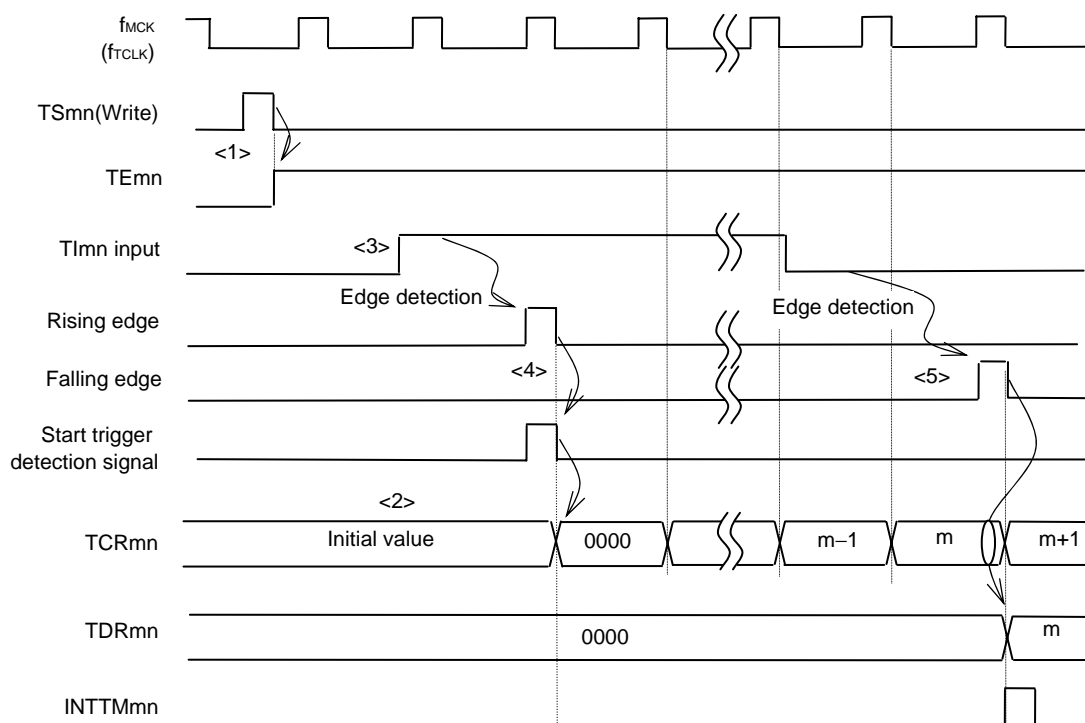 fMCK
(fTCLK)
TSmn(Write)
<1>
TEmn
TImn input
<3>
Edge detection
Edge detection
Rising edge
<4>
Falling edge
<5>
Start trigger
detection signal
<2>
TCRmn
Initial value
0000
m−1
m
m+1
TDRmn
0000
m
INTTMmn